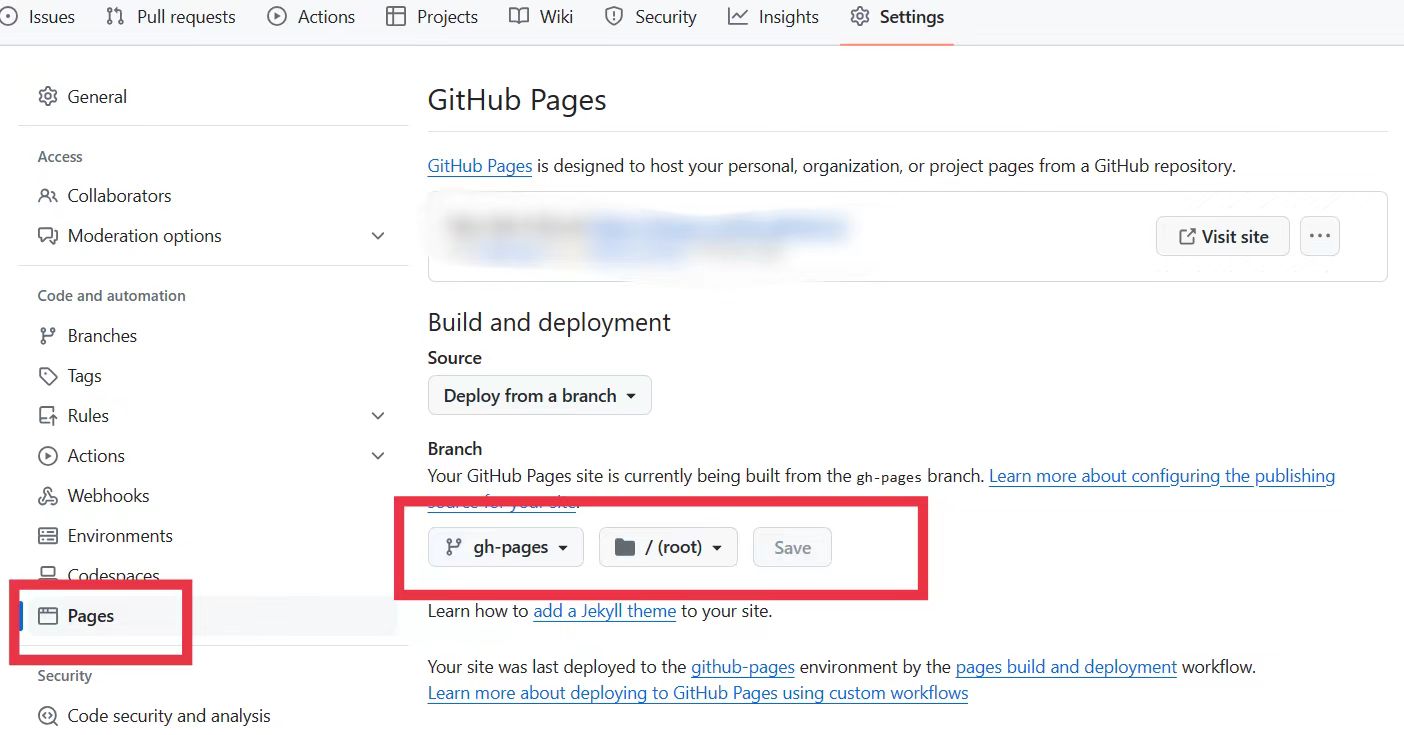 Issues Pull requests Actions Projects Wiki Security Insights Settings
General
Access
Collaborators
Moderation options
Code and automation
Branches
Tags
Rules
Actions
Webhooks
Environments
Codespaces
Pages
Security
Code security and analysis
GitHub Pages
GitHub Pages is designed to host your personal, organization, or project pages from a GitHub repository.
Visit site ...
Build and deployment
Source
Deploy from a branch
Branch
Your GitHub Pages site is currently being built from the gh-pages branch. Learn more about configuring the publishing
source for your site.
gh-pages / (root) Save
Learn how to add a Jekyll theme to your site.
Your site was last deployed to the github-pages environment by the pages build and deployment workflow.
Learn more about deploying to GitHub Pages using custom workflows